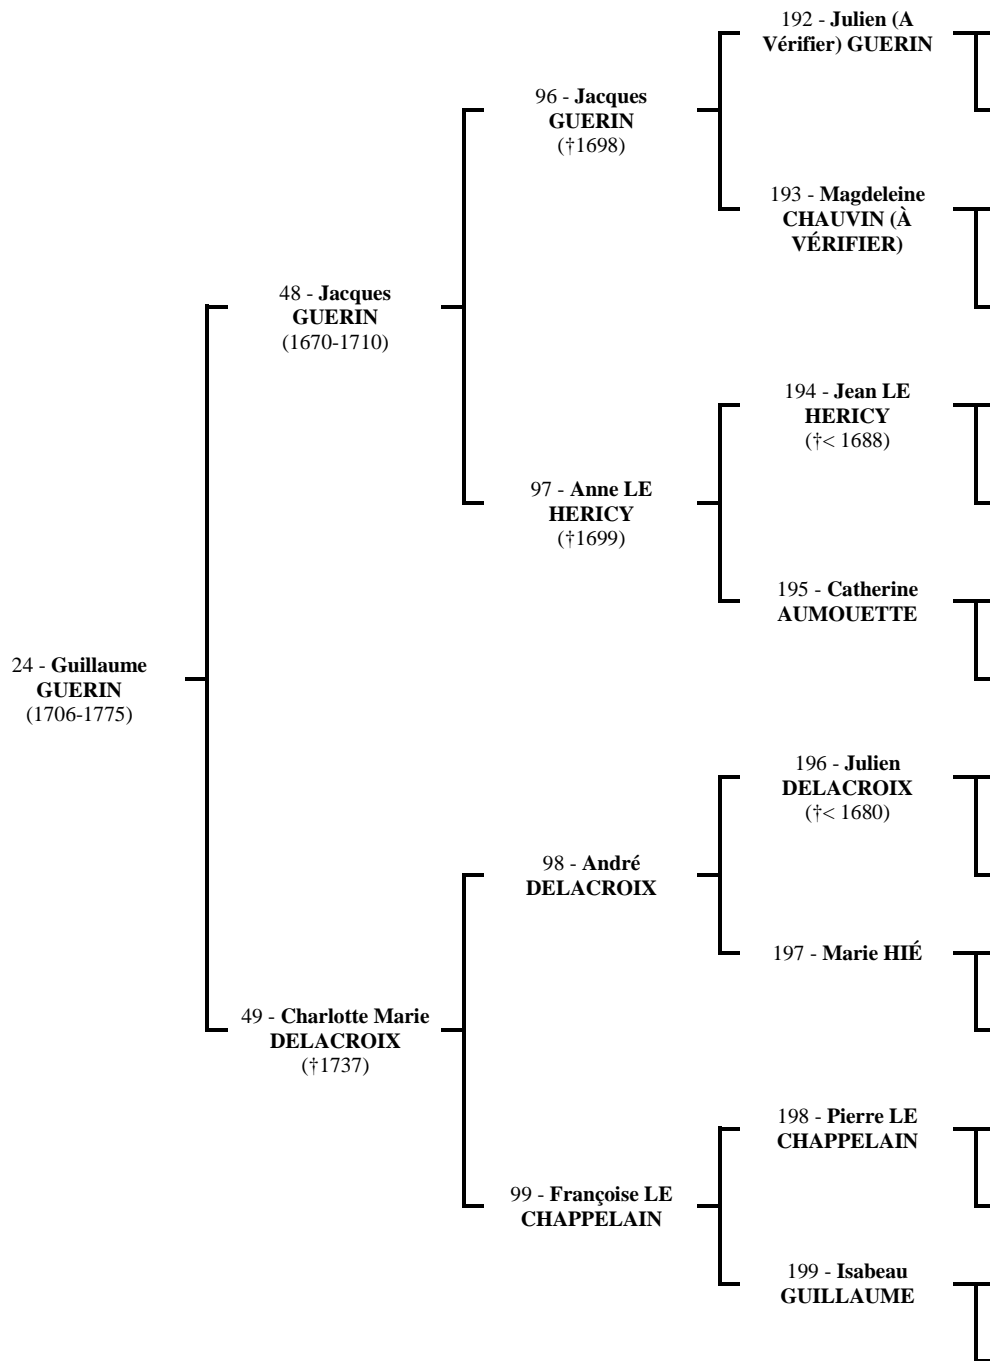 192 - Julien (A
Vérifier) GUERIN
96 - Jacques
GUERIN
(†1698)
193 - Magdeleine
CHAUVIN (À
VÉRIFIER)
48 - Jacques
GUERIN
(1670-1710)
194 - Jean LE
HERICY
(†< 1688)
97 - Anne LE
HERICY
(†1699)
195 - Catherine
AUMOUETTE
24 - Guillaume
GUERIN
(1706-1775)
196 - Julien
DELACROIX
(†< 1680)
98 - André
DELACROIX
197 - Marie HIÉ
49 - Charlotte Marie
DELACROIX
(†1737)
198 - Pierre LE
CHAPPELAIN
99 - Françoise LE
CHAPPELAIN
199 - Isabeau
GUILLAUME